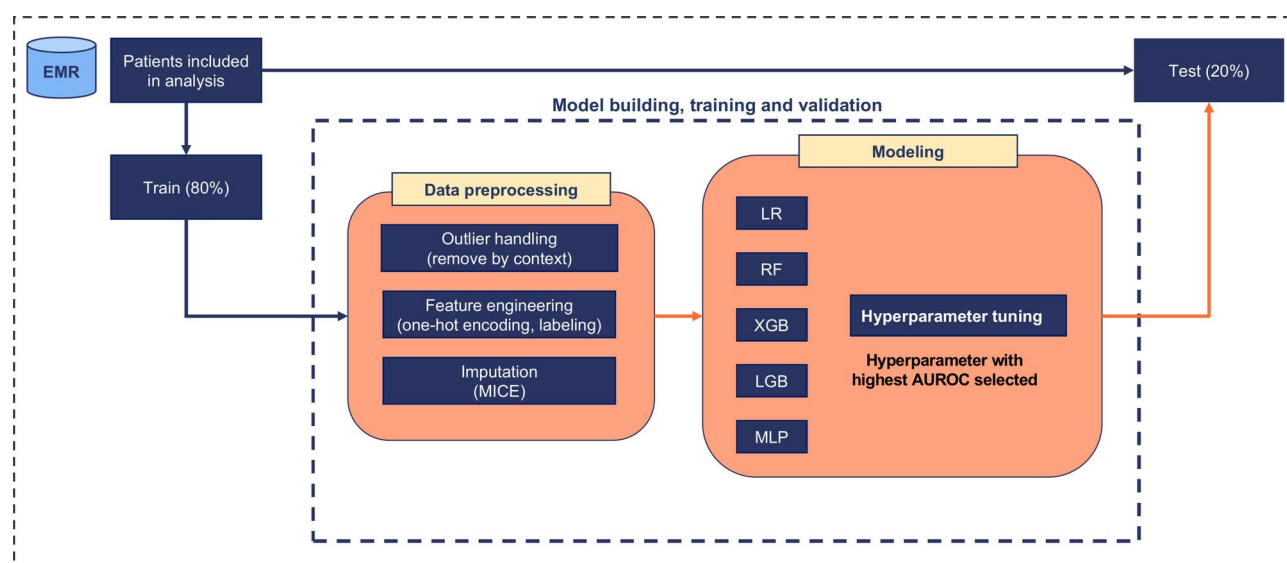 EMR
Patients included
in analysis
Test (20%)
Model building, training and validation
Train (80%)
Data preprocessing
Outlier handling
(remove by context)
Feature engineering
(one-hot encoding, labeling)
Imputation
(MICE)
Modeling
LR
RF
XGB
LGB
MLP
Hyperparameter tuning
Hyperparameter with
highest AUROC selected